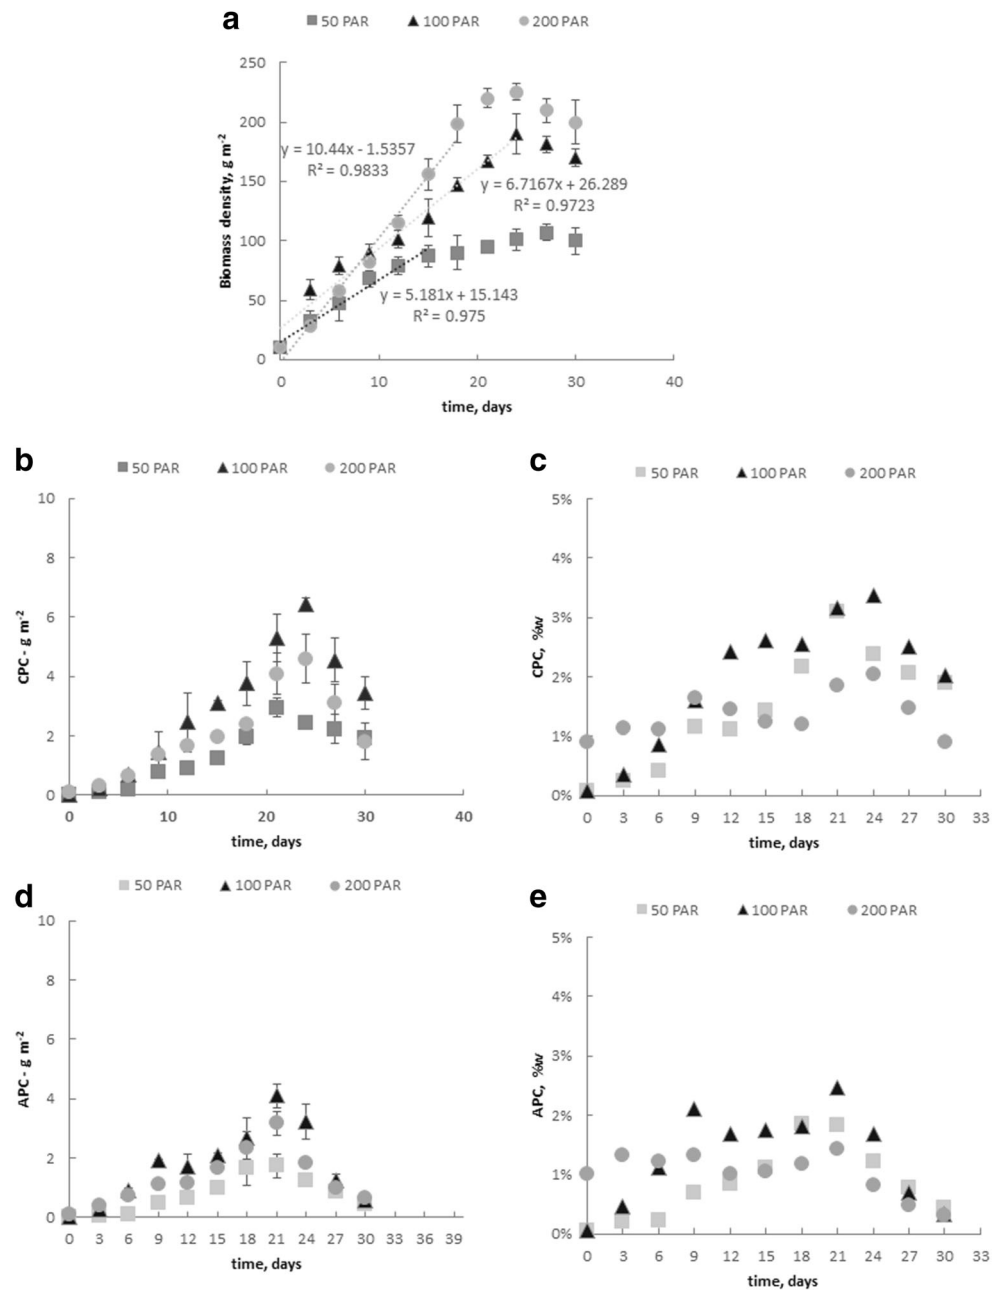 a
50 PAR 100 PAR 200 PAR
250
200
150
100
50
0
Biomass density, g m⁻²
y = 10.44x - 1.5357
R² = 0.9833
y = 6.7167x + 26.289
R² = 0.9723
y = 5.181x + 15.143
R² = 0.975
0 10 20 30 40
time, days
b
50 PAR 100 PAR 200 PAR
10
8
6
4
2
0
CPC - g m⁻²
0 10 20 30 40
time, days
c
50 PAR 100 PAR 200 PAR
5%
4%
3%
2%
1%
0%
CPC, %w
0 3 6 9 12 15 18 21 24 27 30 33
time, days
d
50 PAR 100 PAR 200 PAR
10
8
6
4
2
0
APC - g m⁻²
0 3 6 9 12 15 18 21 24 27 30 33 36 39
time, days
e
50 PAR 100 PAR 200 PAR
5%
4%
3%
2%
1%
0%
APC, %w
0 3 6 9 12 15 18 21 24 27 30 33
time, days